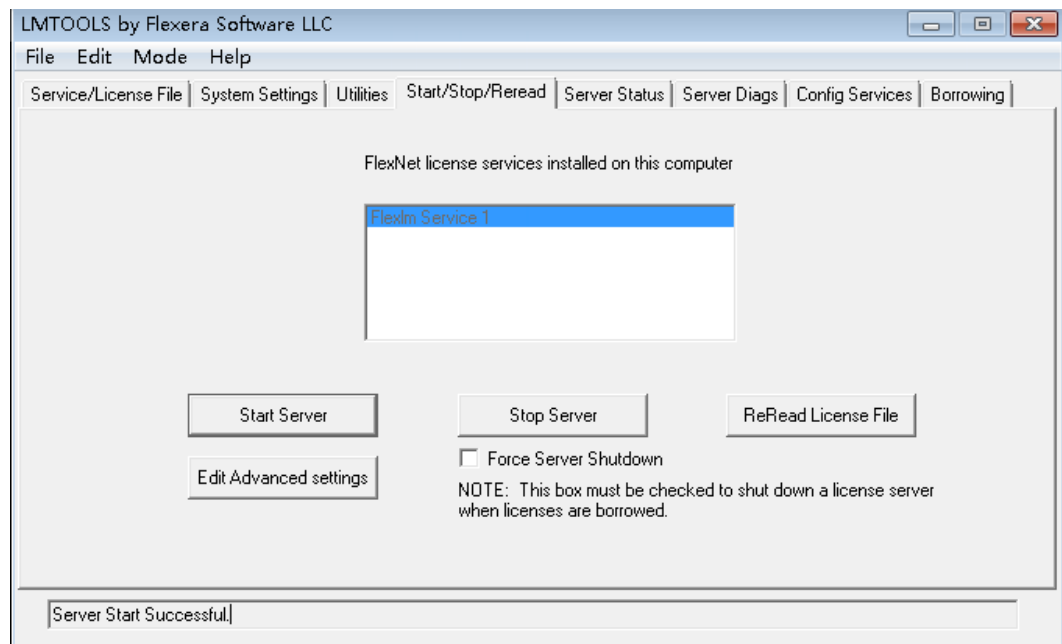 LMTOOLS by Flexera Software LLC
File Edit Mode Help
Service/License File System Settings Utilities Start/Stop/Reread Server Status Server Diags Config Services Borrowing
FlexNet license services installed on this computer
Flexlm Service 1
Start Server Stop Server ReRead License File
Force Server Shutdown
Edit Advanced settings
NOTE: This box must be checked to shut down a license server
when licenses are borrowed.
Server Start Successful.